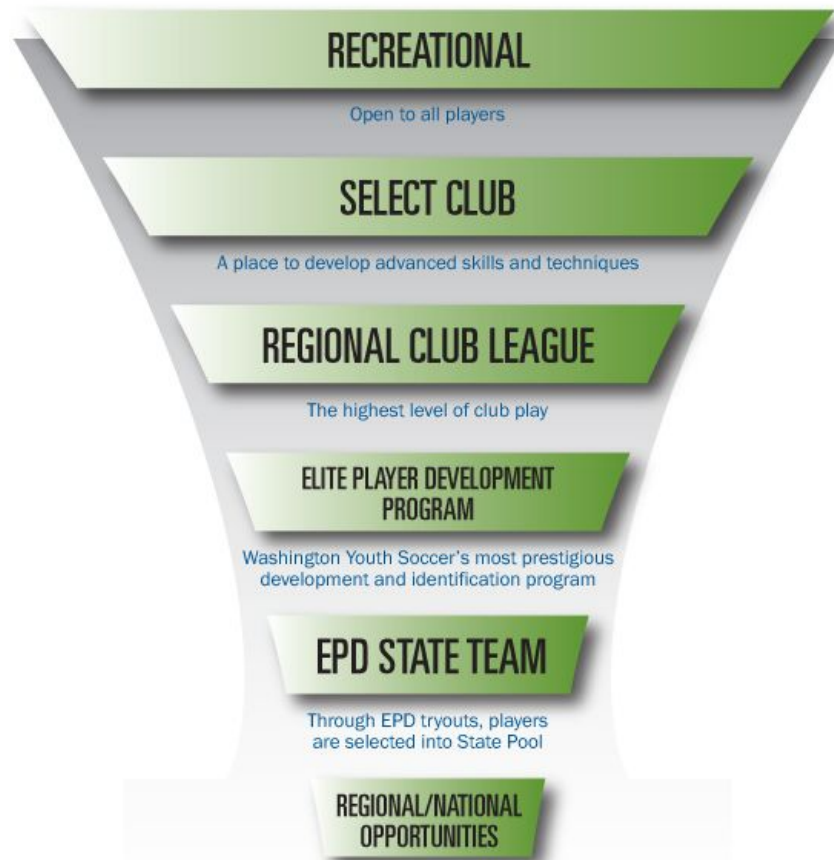 RECREATIONAL
Open to all players
SELECT CLUB
A place to develop advanced skills and techniques
REGIONAL CLUB LEAGUE
The highest level of club play
ELITE PLAYER DEVELOPMENT
PROGRAM
Washington Youth Soccer's most prestigious
development and identification program
EPD STATE TEAM
Through EPD tryouts, players
are selected into State Pool
REGIONAL/NATIONAL
OPPORTUNITIES